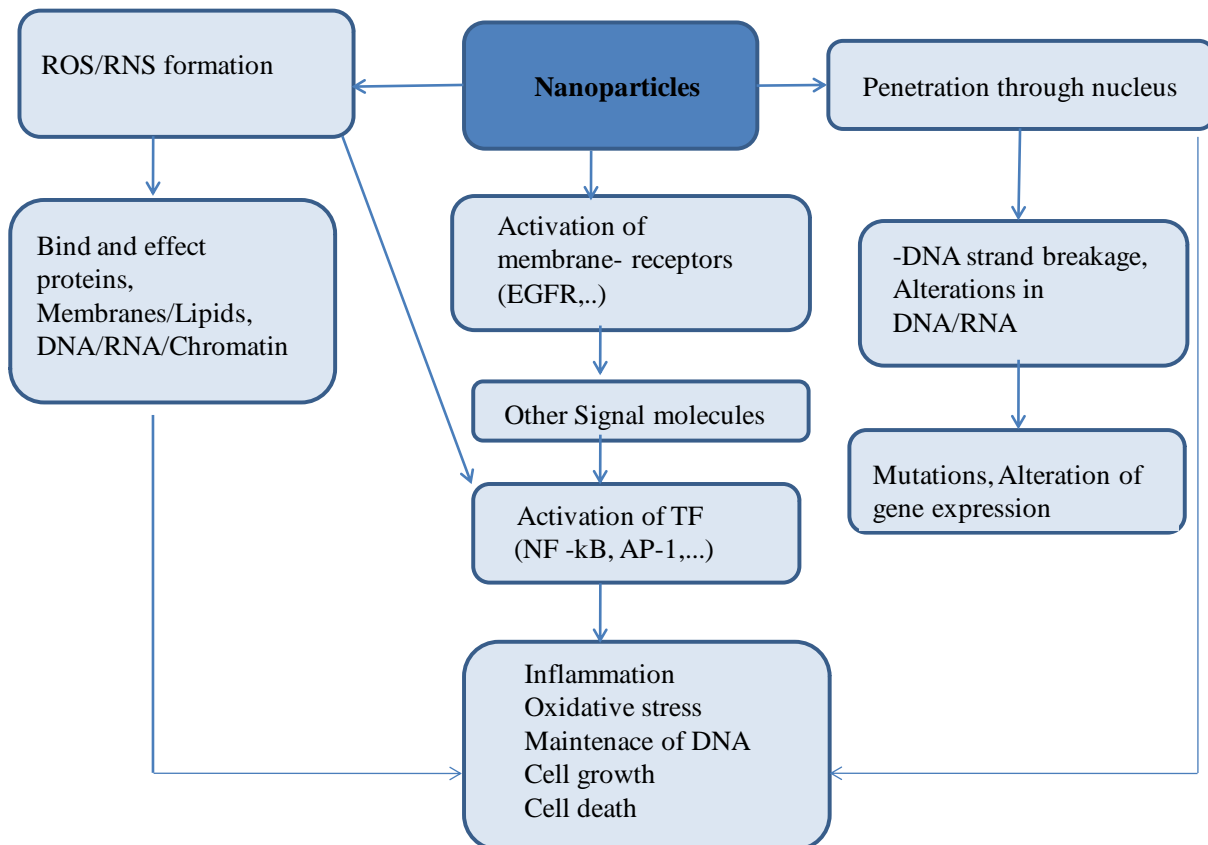 ROS/RNS formation
Nanoparticles
Penetration through nucleus
Bind and effect
proteins,
Membranes/Lipids,
DNA/RNA/Chromatin
Activation of
membrane- receptors
(EGFR,..)
-DNA strand breakage,
Alterations in
DNA/RNA
Other Signal molecules
Mutations, Alteration of
gene expression
Activation of TF
(NF -kB, AP-1,...)
Inflammation
Oxidative stress
Maintenace of DNA
Cell growth
Cell death